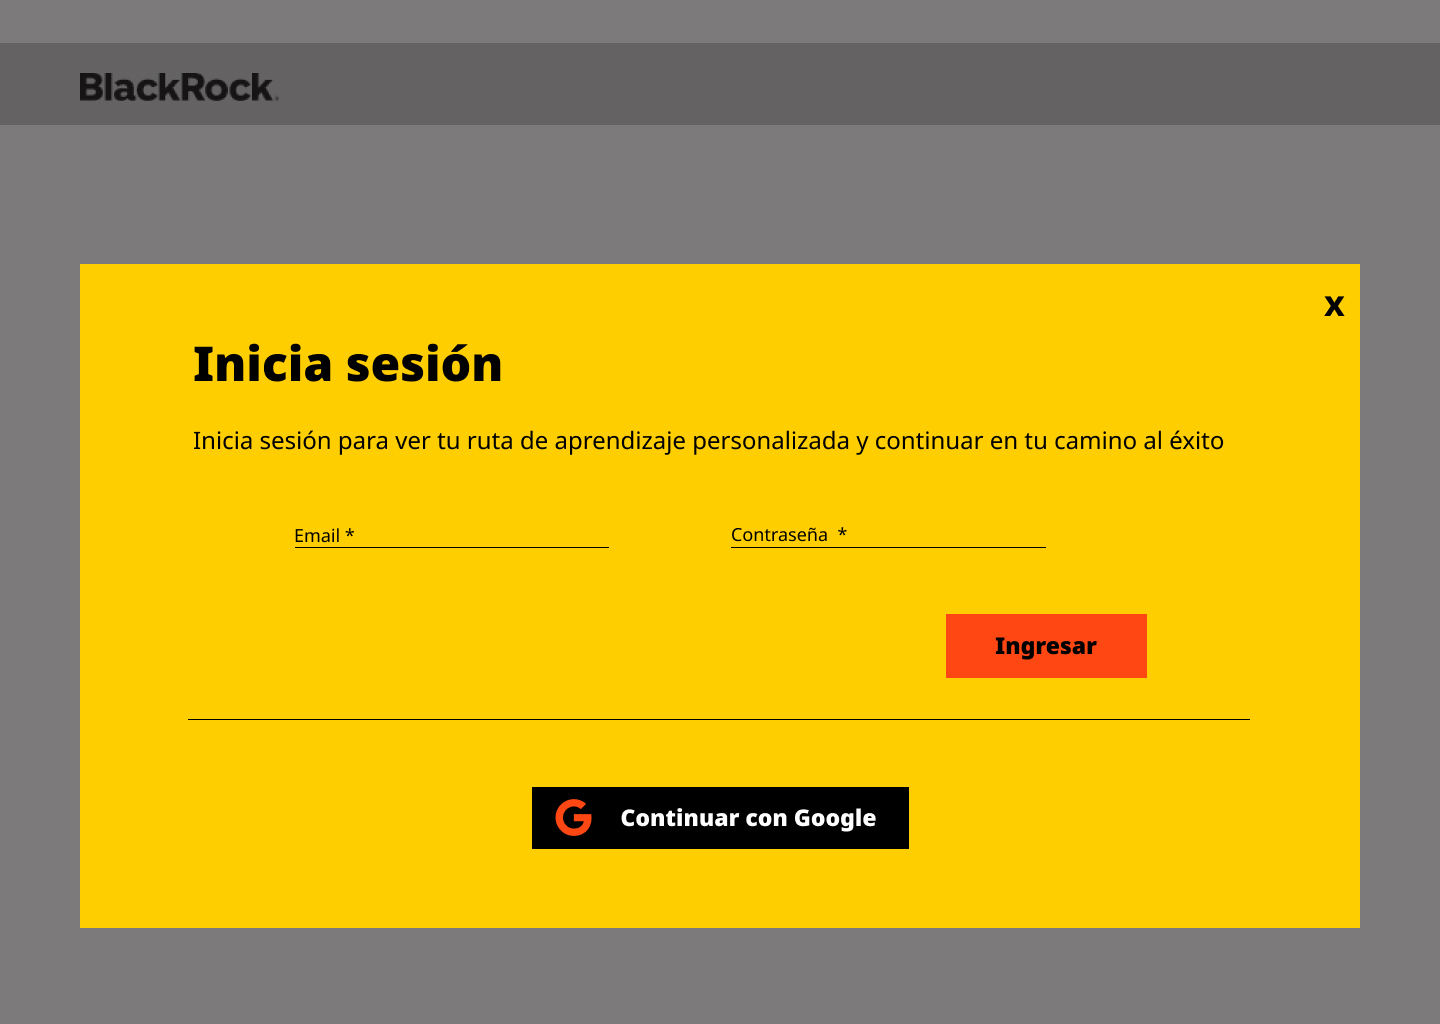 BlackRock.
x
Inicia sesión
Inicia sesión para ver tu ruta de aprendizaje personalizada y continuar en tu camino al éxito
Email *
Contraseña *
Ingresar
G Continuar con Google